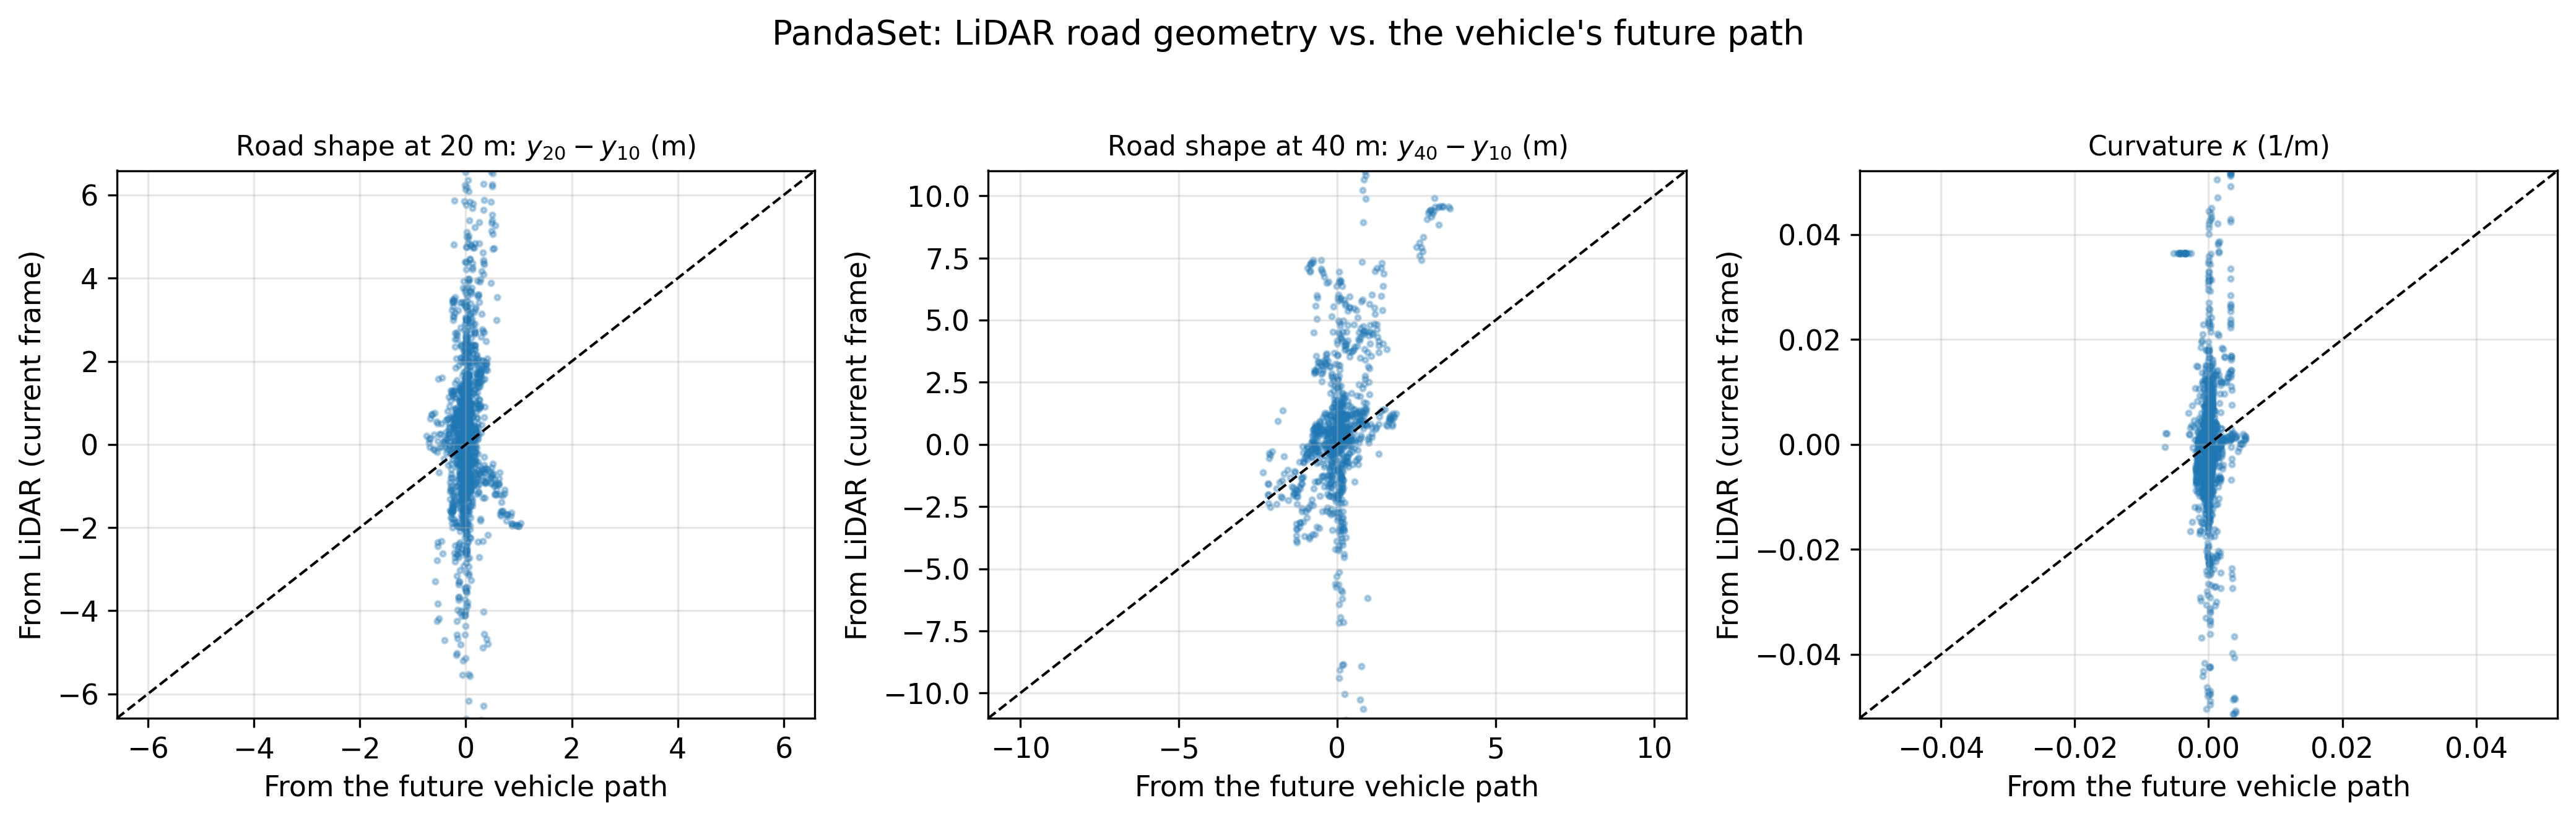 PandaSet: LiDAR road geometry vs. the vehicle's future path
Road shape at 20 m: y₂₀ − y₁₀ (m)
6
4
2
0
−2
−4
−6
−6 −4 −2 0 2 4 6
From LiDAR (current frame)
From the future vehicle path
Road shape at 40 m: y₄₀ − y₁₀ (m)
10.0
7.5
5.0
2.5
0.0
−2.5
−5.0
−7.5
−10.0
−10 −5 0 5 10
From LiDAR (current frame)
From the future vehicle path
Curvature κ (1/m)
0.04
0.02
0.00
−0.02
−0.04
−0.04 −0.02 0.00 0.02 0.04
From LiDAR (current frame)
From the future vehicle path